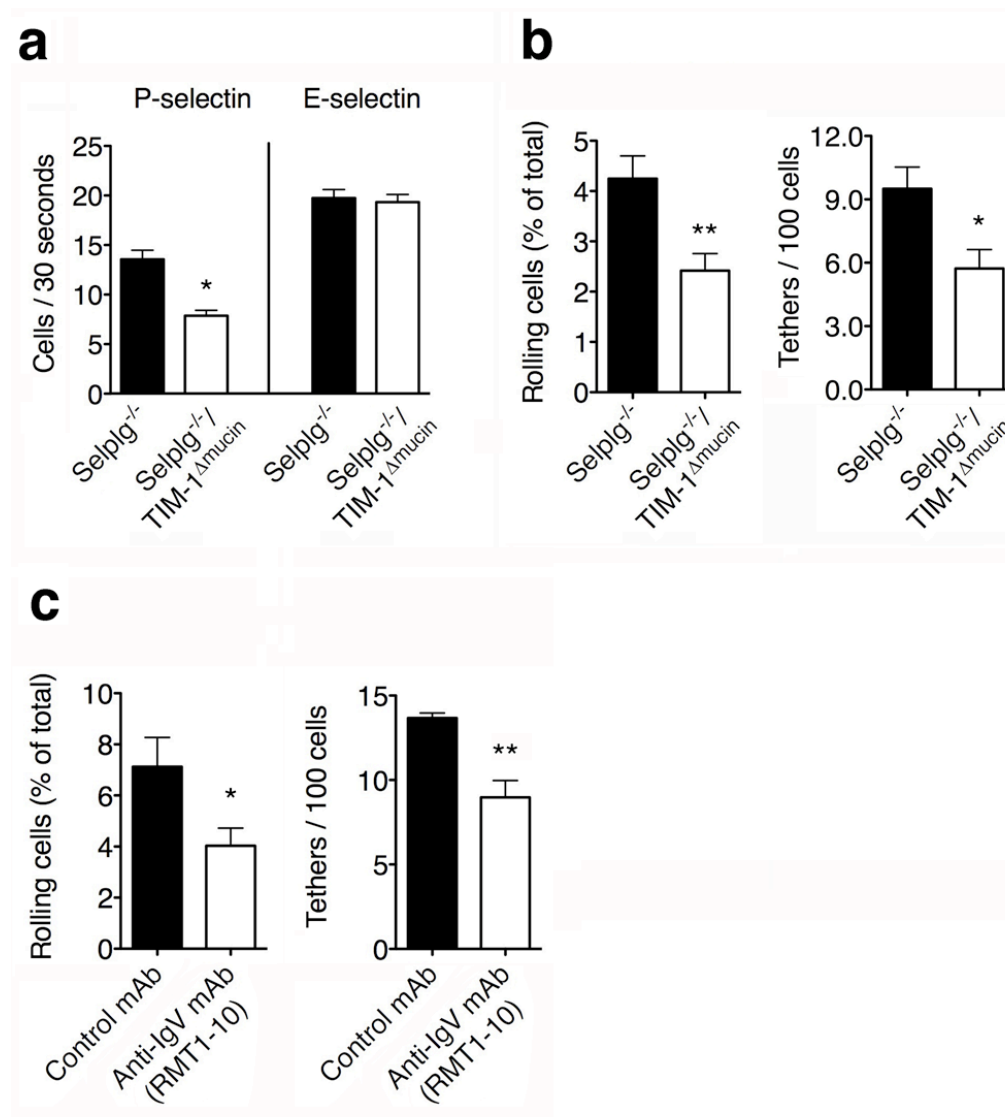 a
P-selectin E-selectin
Cells / 30 seconds
25
20
15
10
5
0
*
Selplg-/-
Selplg-/-/
TIM-1Δmucin
Selplg-/-
Selplg-/-/
TIM-1Δmucin
b
Rolling cells (% of total)
5
4
3
2
1
0
**
Selplg-/-
Selplg-/-/
TIM-1Δmucin
Tethers / 100 cells
12.0
9.0
6.0
3.0
0.0
*
Selplg-/-
Selplg-/-/
TIM-1Δmucin
c
Rolling cells (% of total)
10
8
6
4
2
0
*
Control mAb
Anti-IgV mAb
(RMT1-10)
Tethers / 100 cells
15
10
5
0
**
Control mAb
Anti-IgV mAb
(RMT1-10)